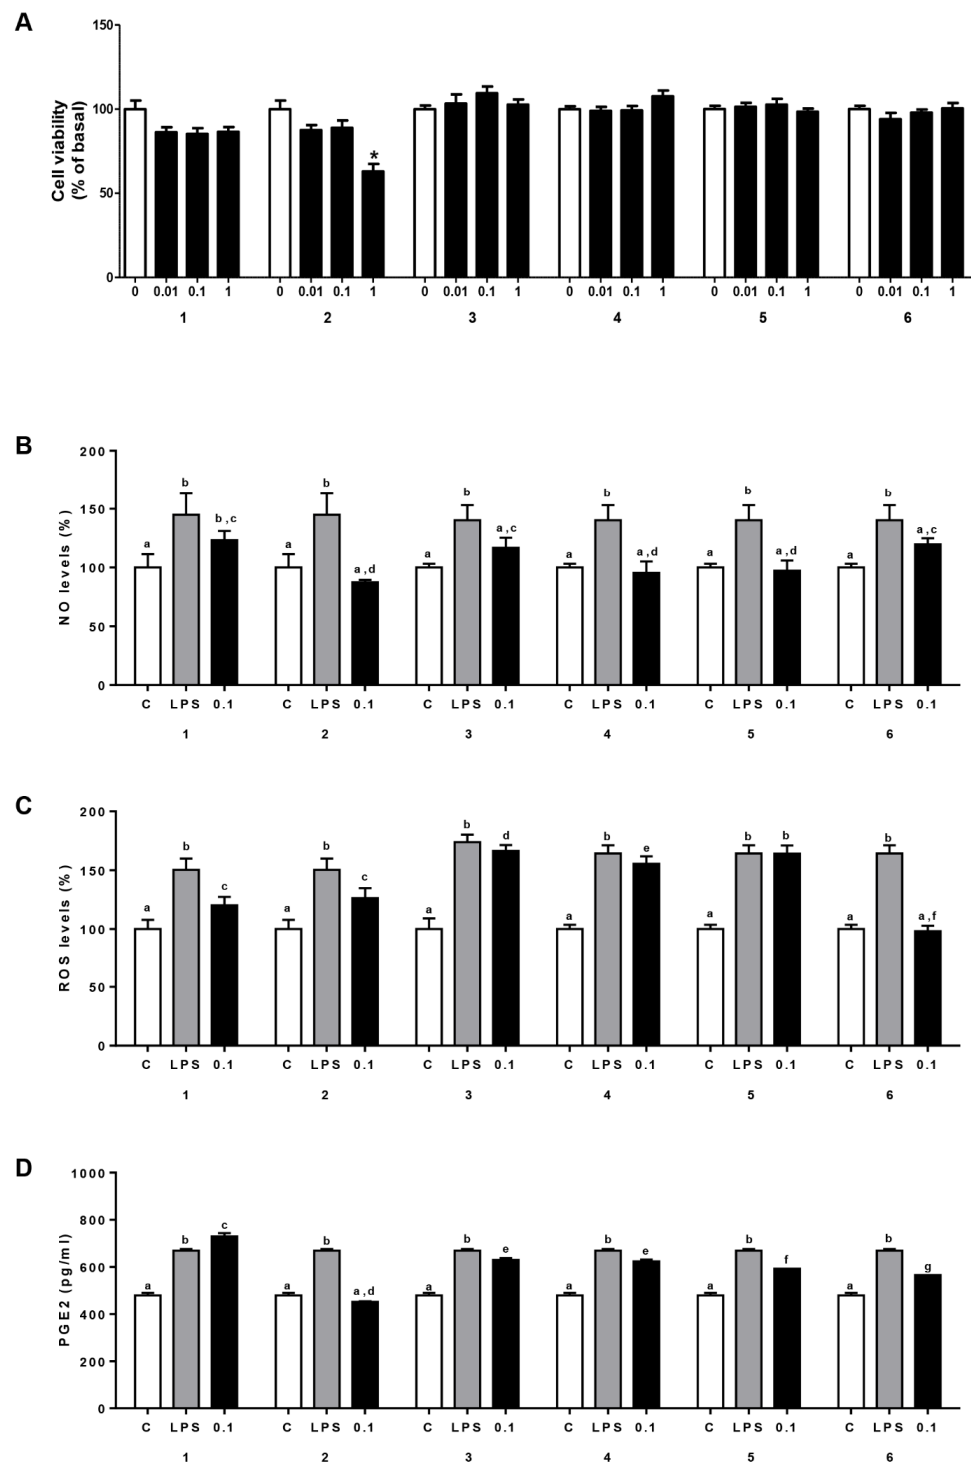 A
Cell viability
(% of basal)
150
100
50
0
*
0 0.01 0.1 1 0 0.01 0.1 1 0 0.01 0.1 1 0 0.01 0.1 1 0 0.01 0.1 1 0 0.01 0.1 1
1 2 3 4 5 6
B
NO levels (%)
200
150
100
50
0
a b b,c a b a,d a b a,c a b a,d a b a,d a b a,c
C LPS 0.1 C LPS 0.1 C LPS 0.1 C LPS 0.1 C LPS 0.1 C LPS 0.1
1 2 3 4 5 6
C
ROS levels (%)
200
150
100
50
0
a b c a b c a b d a b e a b b a b a,f
C LPS 0.1 C LPS 0.1 C LPS 0.1 C LPS 0.1 C LPS 0.1 C LPS 0.1
1 2 3 4 5 6
D
PGE2 (pg/ml)
1000
800
600
400
200
0
a b c a b a,d a b e a b e a b f a b g
C LPS 0.1 C LPS 0.1 C LPS 0.1 C LPS 0.1 C LPS 0.1 C LPS 0.1
1 2 3 4 5 6